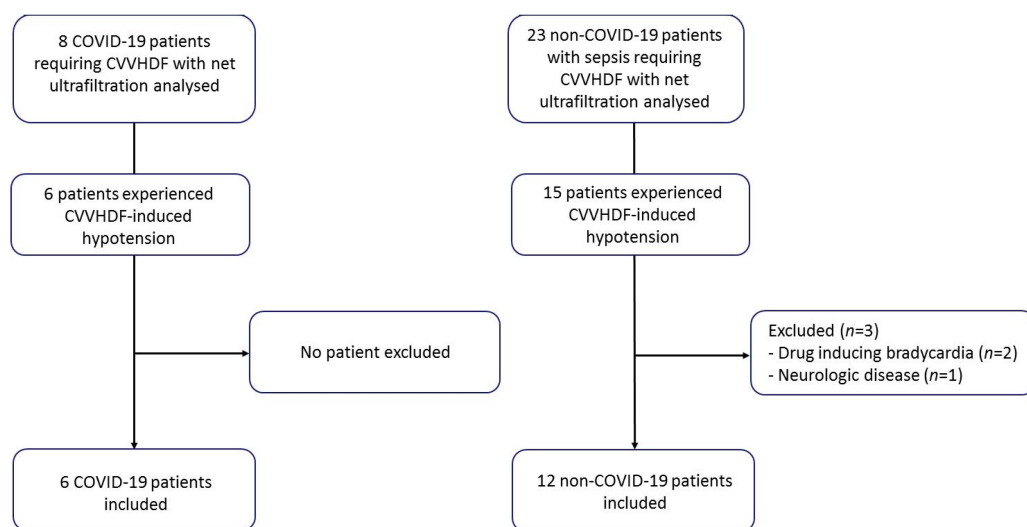 8 COVID-19 patients
requiring CVVHDF with net
ultrafiltration analysed
6 patients experienced
CVVHDF-induced
hypotension
No patient excluded
6 COVID-19 patients
included
23 non-COVID-19 patients
with sepsis requiring
CVVHDF with net
ultrafiltration analysed
15 patients experienced
CVVHDF-induced
hypotension
Excluded (n=3)
- Drug inducing bradycardia (n=2)
- Neurologic disease (n=1)
12 non-COVID-19 patients
included